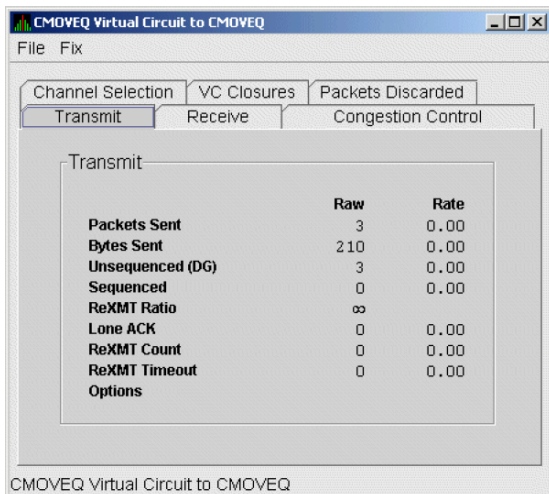 CMOVEQ Virtual Circuit to CMOVEQ
File Fix
Channel Selection VC Closures Packets Discarded
Transmit Receive Congestion Control
Transmit
Raw Rate
Packets Sent 3 0.00
Bytes Sent 210 0.00
Unsequenced (DG) 3 0.00
Sequenced 0 0.00
ReXMT Ratio ∞
Lone ACK 0 0.00
ReXMT Count 0 0.00
ReXMT Timeout 0 0.00
Options
CMOVEQ Virtual Circuit to CMOVEQ